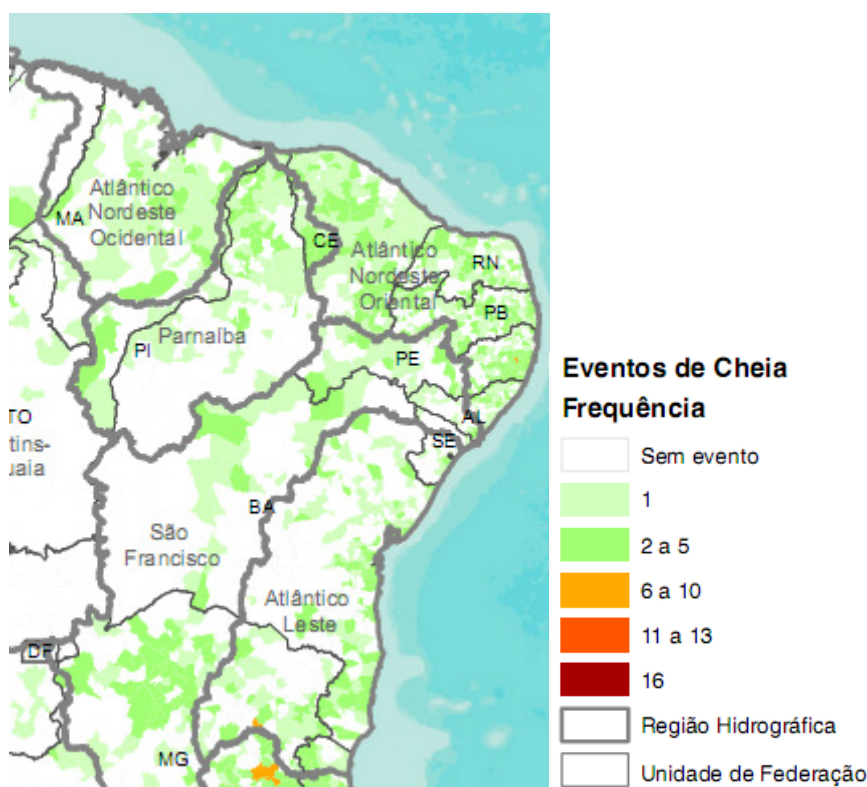 Atlântico
Nordeste
Ocidental
MA
CE
Atlântico
Nordeste
Oriental
RN
PB
Parnaíba
PI
PE
TO
tins-
uaia
AL
SE
BA
São
Francisco
Atlântico
Leste
DF
MG
Eventos de Cheia
Frequência
Sem evento
1
2 a 5
6 a 10
11 a 13
16
Região Hidrográfica
Unidade de Federação